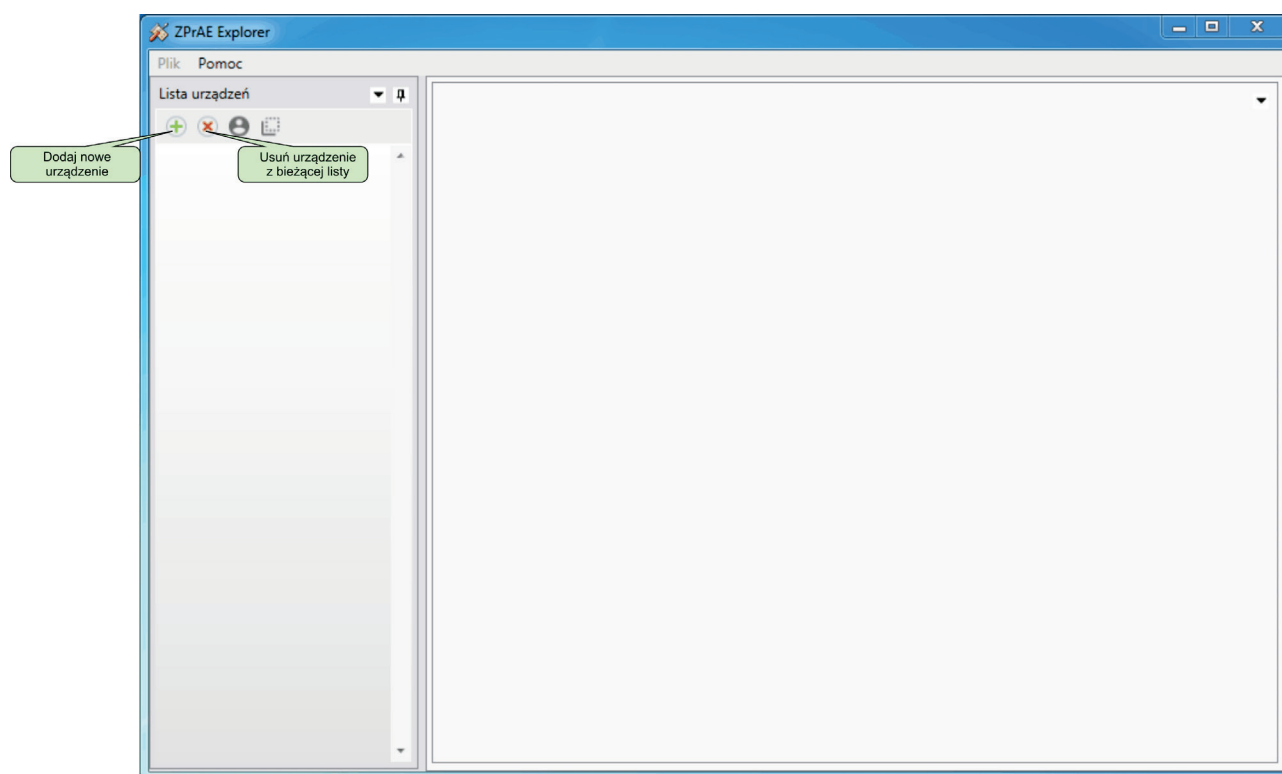 ZPrAE Explorer
Plik Pomoc
Lista urządzeń
Dodaj nowe
urządzenie
Usuń urządzenie
z bieżącej listy